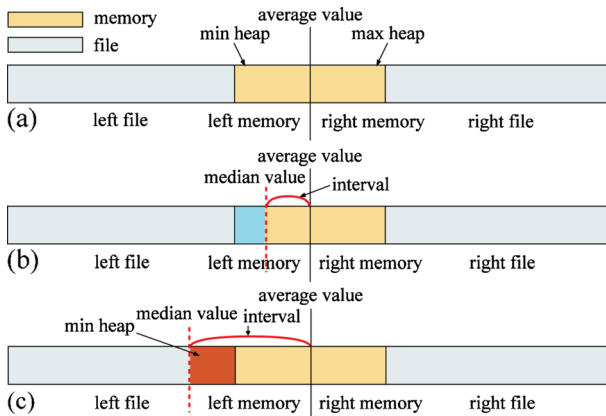 memory
file
average value
min heap
max heap
(a)
left file
left memory
right memory
right file
average value
median value
interval
(b)
left file
left memory
right memory
right file
average value
median value
interval
min heap
(c)
left file
left memory
right memory
right file